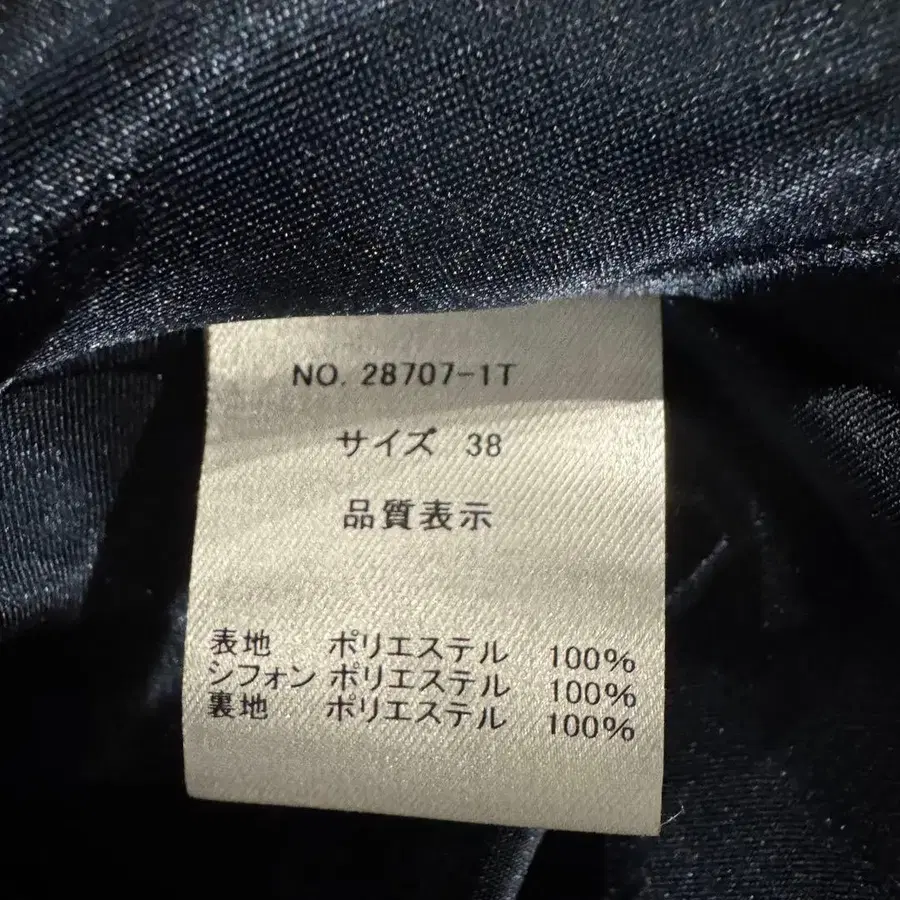 NO. 28707-1T
サイズ 38
品質表示
表地 ポリエステル 100%
シフォン ポリエステル 100%
裏地 ポリエステル 100%